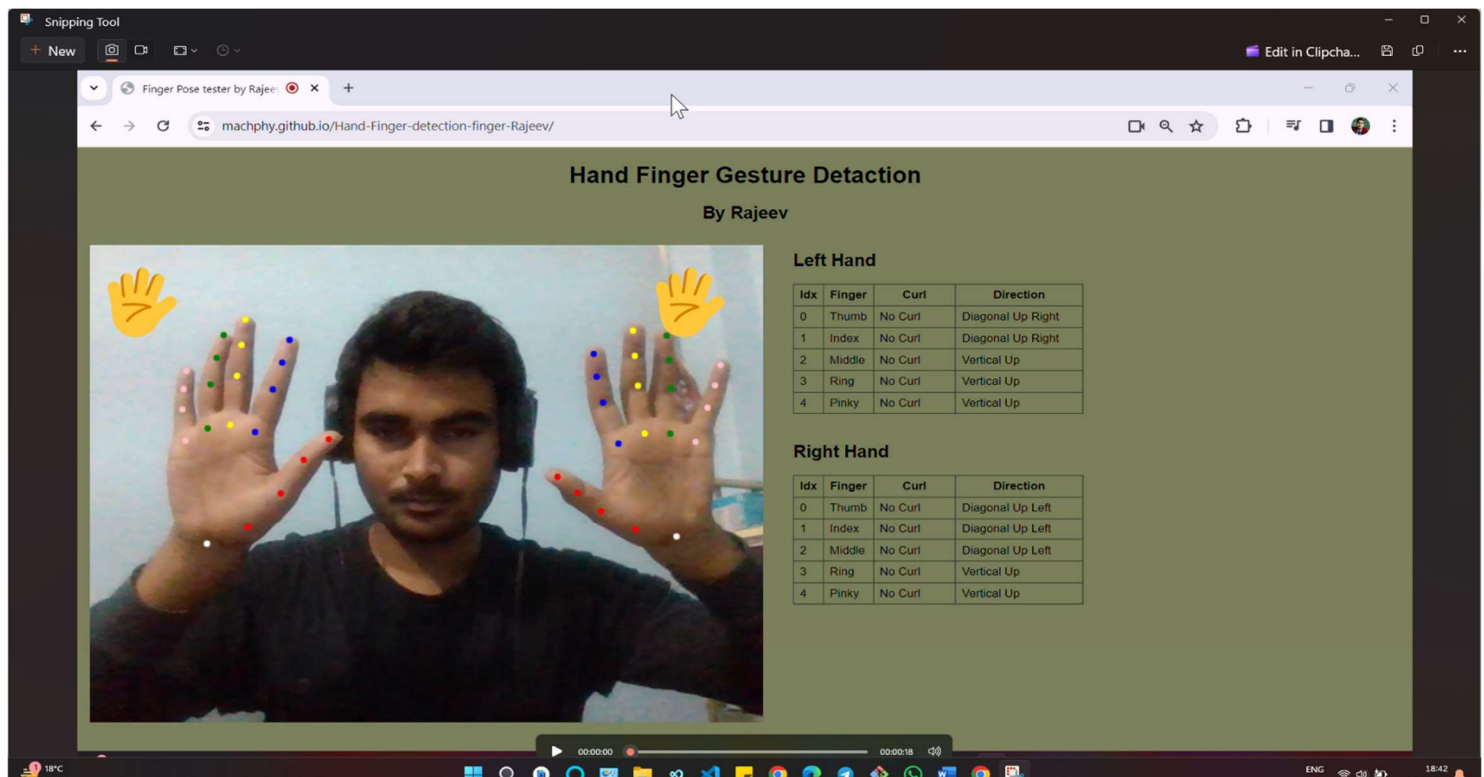 Snipping Tool
New
Edit in Clipcha...
Finger Pose tester by Rajee
machphy.github.io/Hand-Finger-detection-finger-Rajeev/
Hand Finger Gesture Detaction
By Rajeev
Left Hand
Idx Finger Curl Direction
0 Thumb No Curl Diagonal Up Right
1 Index No Curl Diagonal Up Right
2 Middle No Curl Vertical Up
3 Ring No Curl Vertical Up
4 Pinky No Curl Vertical Up
Right Hand
Idx Finger Curl Direction
0 Thumb No Curl Diagonal Up Left
1 Index No Curl Diagonal Up Left
2 Middle No Curl Diagonal Up Left
3 Ring No Curl Vertical Up
4 Pinky No Curl Vertical Up
00:00:00 00:00:18
1 18°C
ENG 18:42